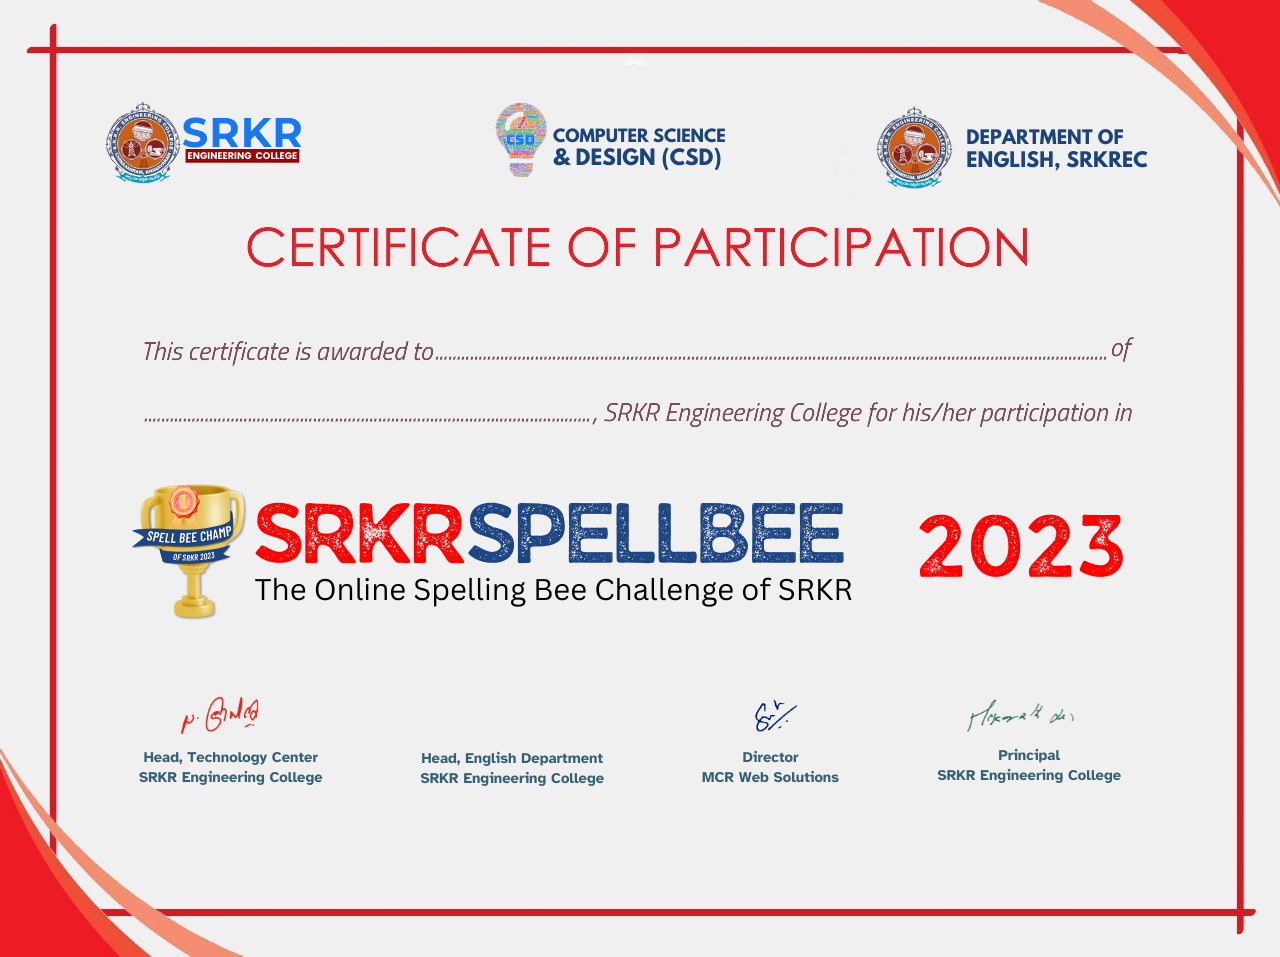 SRKR
ENGINEERING COLLEGE
CSD
COMPUTER SCIENCE
& DESIGN (CSD)
DEPARTMENT OF
ENGLISH, SRKREC
CERTIFICATE OF PARTICIPATION
This certificate is awarded to........................................................................................................................................................ of
......................................................................................................, SRKR Engineering College for his/her participation in
SPELL BEE CHAMP
OF SRKR 2023
SRKRSPELLBEE
2023
The Online Spelling Bee Challenge of SRKR
Head, Technology Center
SRKR Engineering College
Head, English Department
SRKR Engineering College
Director
MCR Web Solutions
Principal
SRKR Engineering College